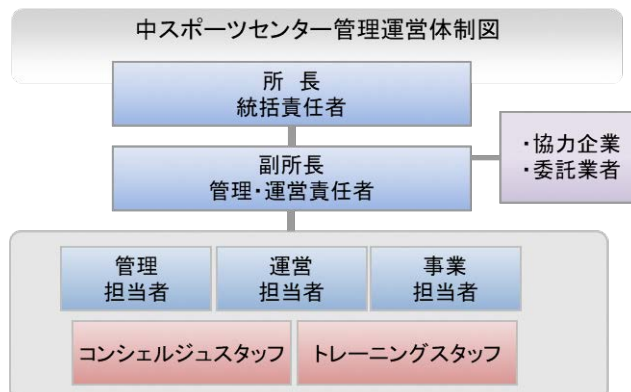 中スポーツセンター管理運営体制図
所 長
統括責任者
副所長
管理・運営責任者
・協力企業
・委託業者
管理
担当者
運営
担当者
事業
担当者
コンシェルジュスタッフ
トレーニングスタッフ